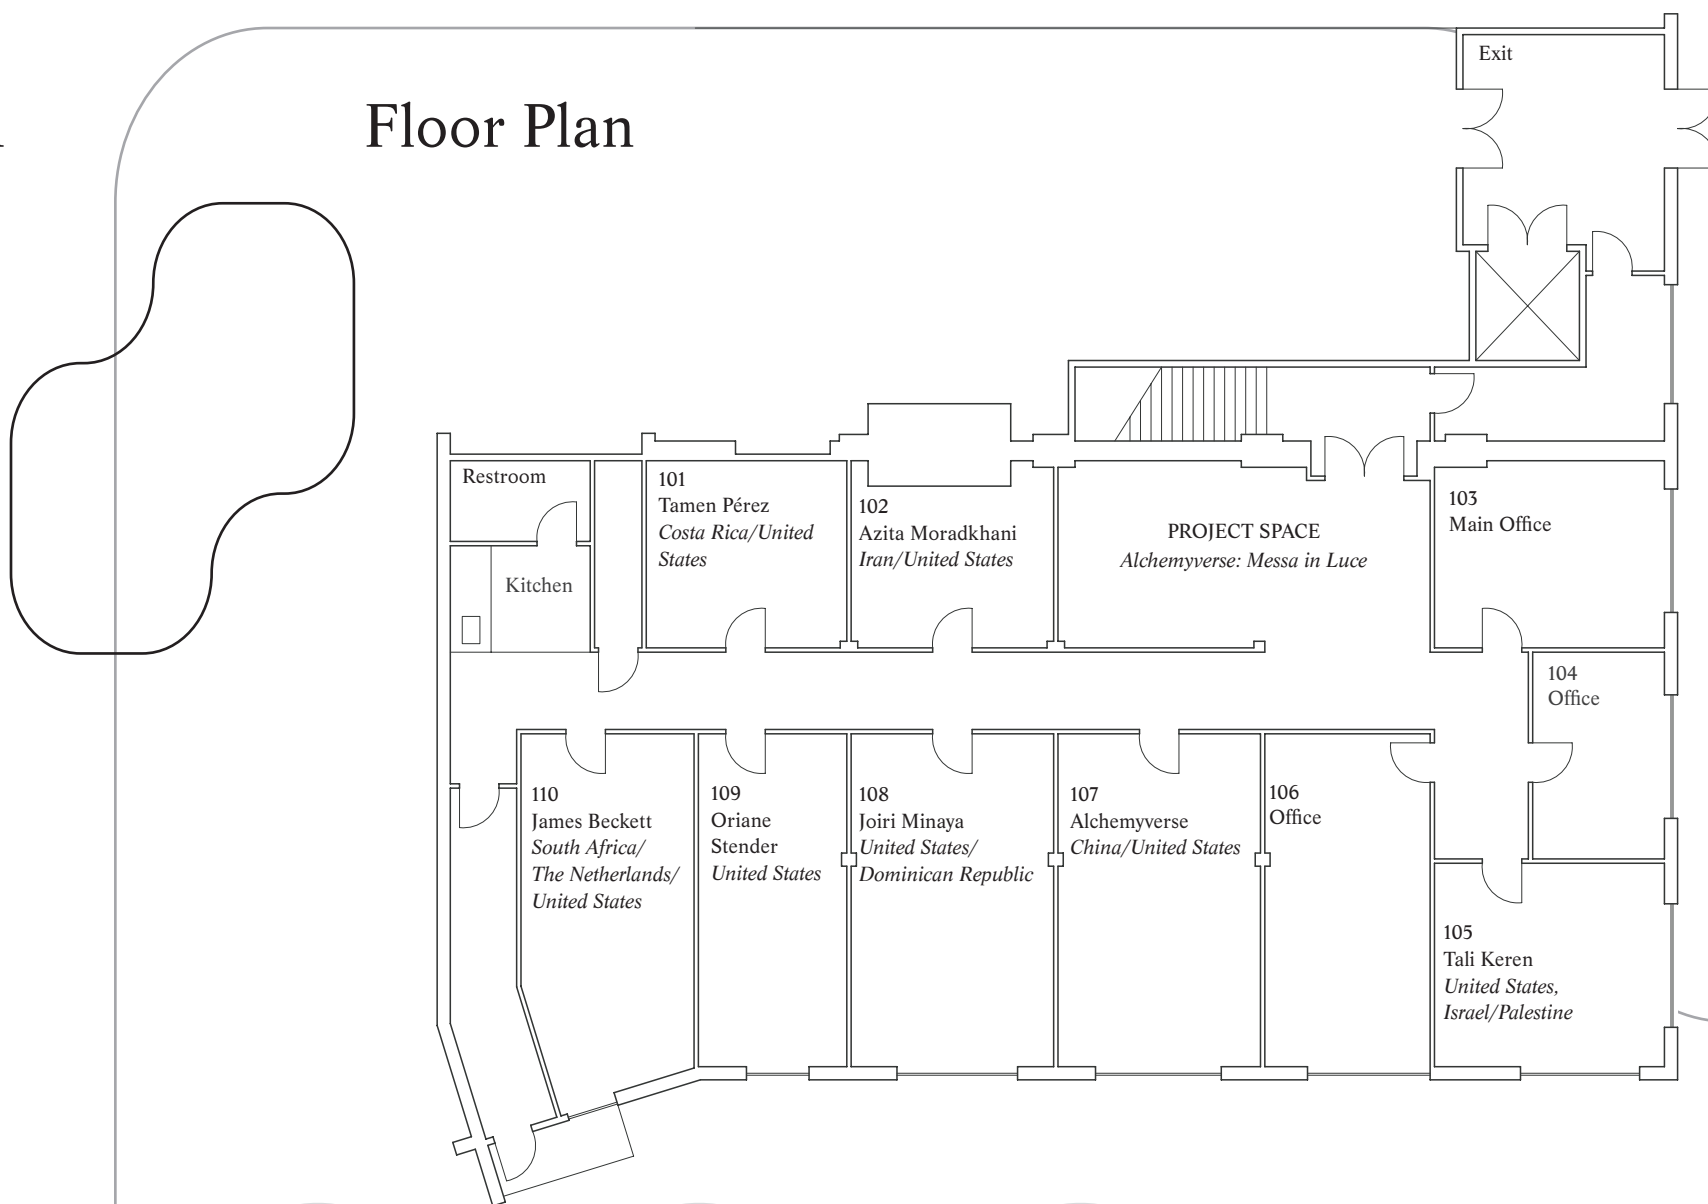 Exit
Floor Plan
Restroom
Kitchen
101
Tamen Pérez
Costa Rica/United
States
102
Azita Moradkhani
Iran/United States
PROJECT SPACE
Alchemyverse: Messa in Luce
103
Main Office
104
Office
110
James Beckett
South Africa/
The Netherlands/
United States
109
Oriane
Stender
United States
108
Joiri Minaya
United States/
Dominican Republic
107
Alchemyverse
China/United States
106
Office
105
Tali Keren
United States,
Israel/Palestine